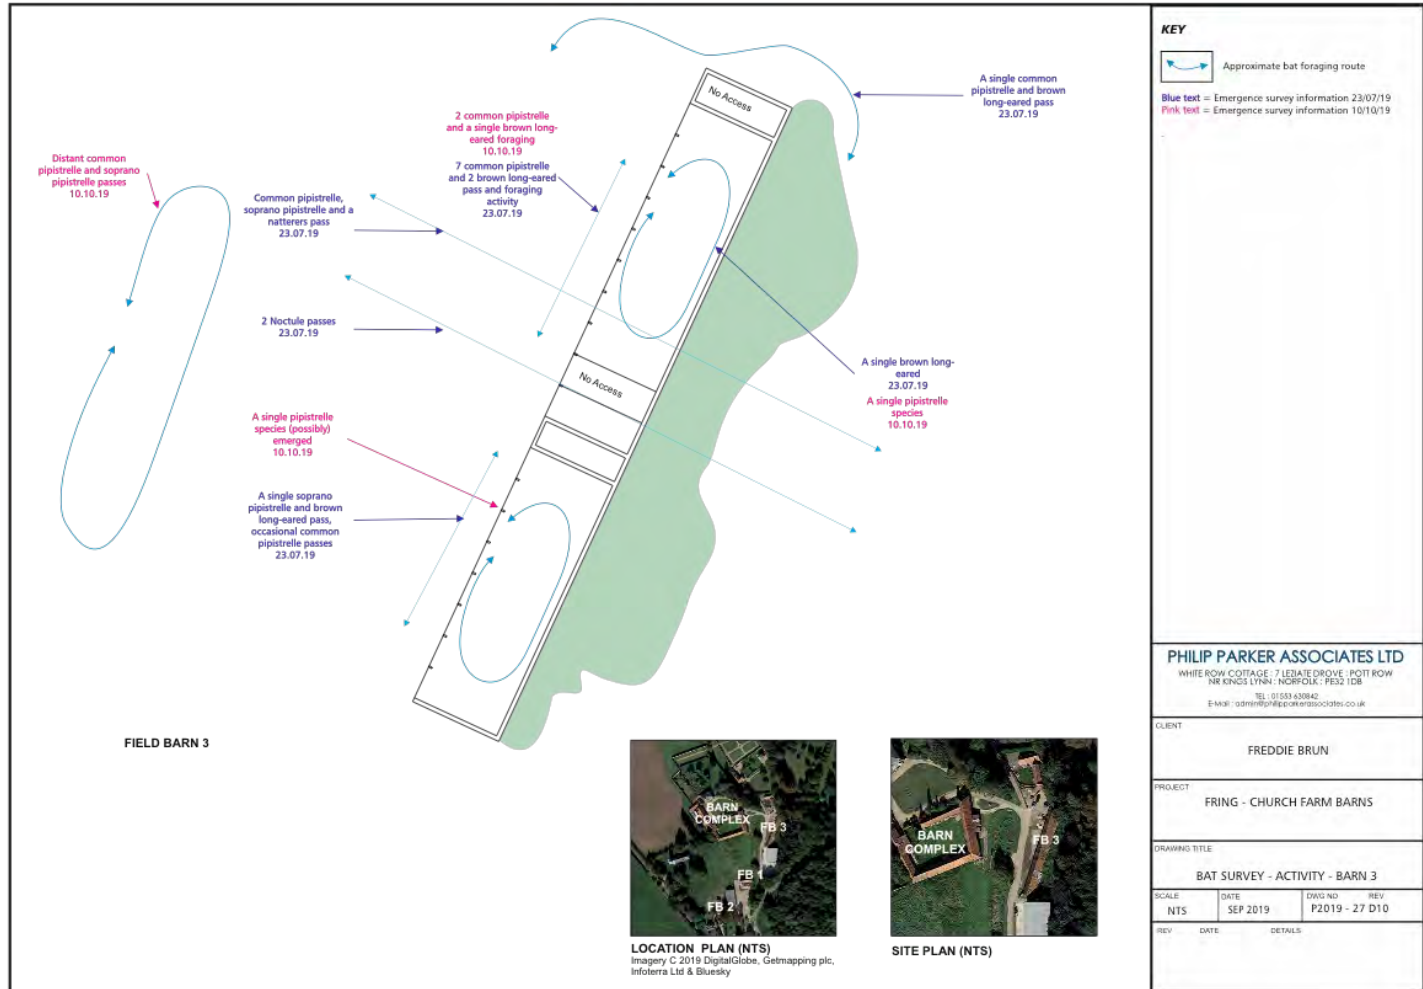 No Access
A single common
pipistrelle and brown
long-eared pass
23.07.19
2 common pipistrelle
and a single brown long-
eared foraging
10.10.19
7 common pipistrelle
and 2 brown long-eared
pass and foraging
activity
23.07.19
Distant common
pipistrelle and soprano
pipistrelle passes
10.10.19
Common pipistrelle,
soprano pipistrelle and a
natterers pass
23.07.19
2 Noctule passes
23.07.19
No Access
A single brown long-
eared
23.07.19
A single pipistrelle
species
10.10.19
A single pipistrelle
species (possibly)
emerged
10.10.19
A single soprano
pipistrelle and brown
long-eared pass,
occasional common
pipistrelle passes
23.07.19
FIELD BARN 3
BARN
COMPLEX
FB 3
FB 1
FB 2
LOCATION PLAN (NTS)
Imagery C 2019 DigitalGlobe, Getmapping plc,
Infoterra Ltd & Bluesky
BARN
COMPLEX
FB 3
SITE PLAN (NTS)
KEY
Approximate bat foraging route
Blue text = Emergence survey information 23/07/19
Pink text = Emergence survey information 10/10/19
PHILIP PARKER ASSOCIATES LTD
WHITE ROW COTTAGE : 7 LEZIATE DROVE : POTT ROW
NR KINGS LYNN : NORFOLK : PE32 1DB
TEL : 01553 630842
E-Mail : admin@philipparkerassociates.co.uk
CLIENT
FREDDIE BRUN
PROJECT
FRING - CHURCH FARM BARNS
DRAWING TITLE
BAT SURVEY - ACTIVITY - BARN 3
SCALE DATE DWG NO REV
NTS SEP 2019 P2019 - 27 D10
REV DATE DETAILS